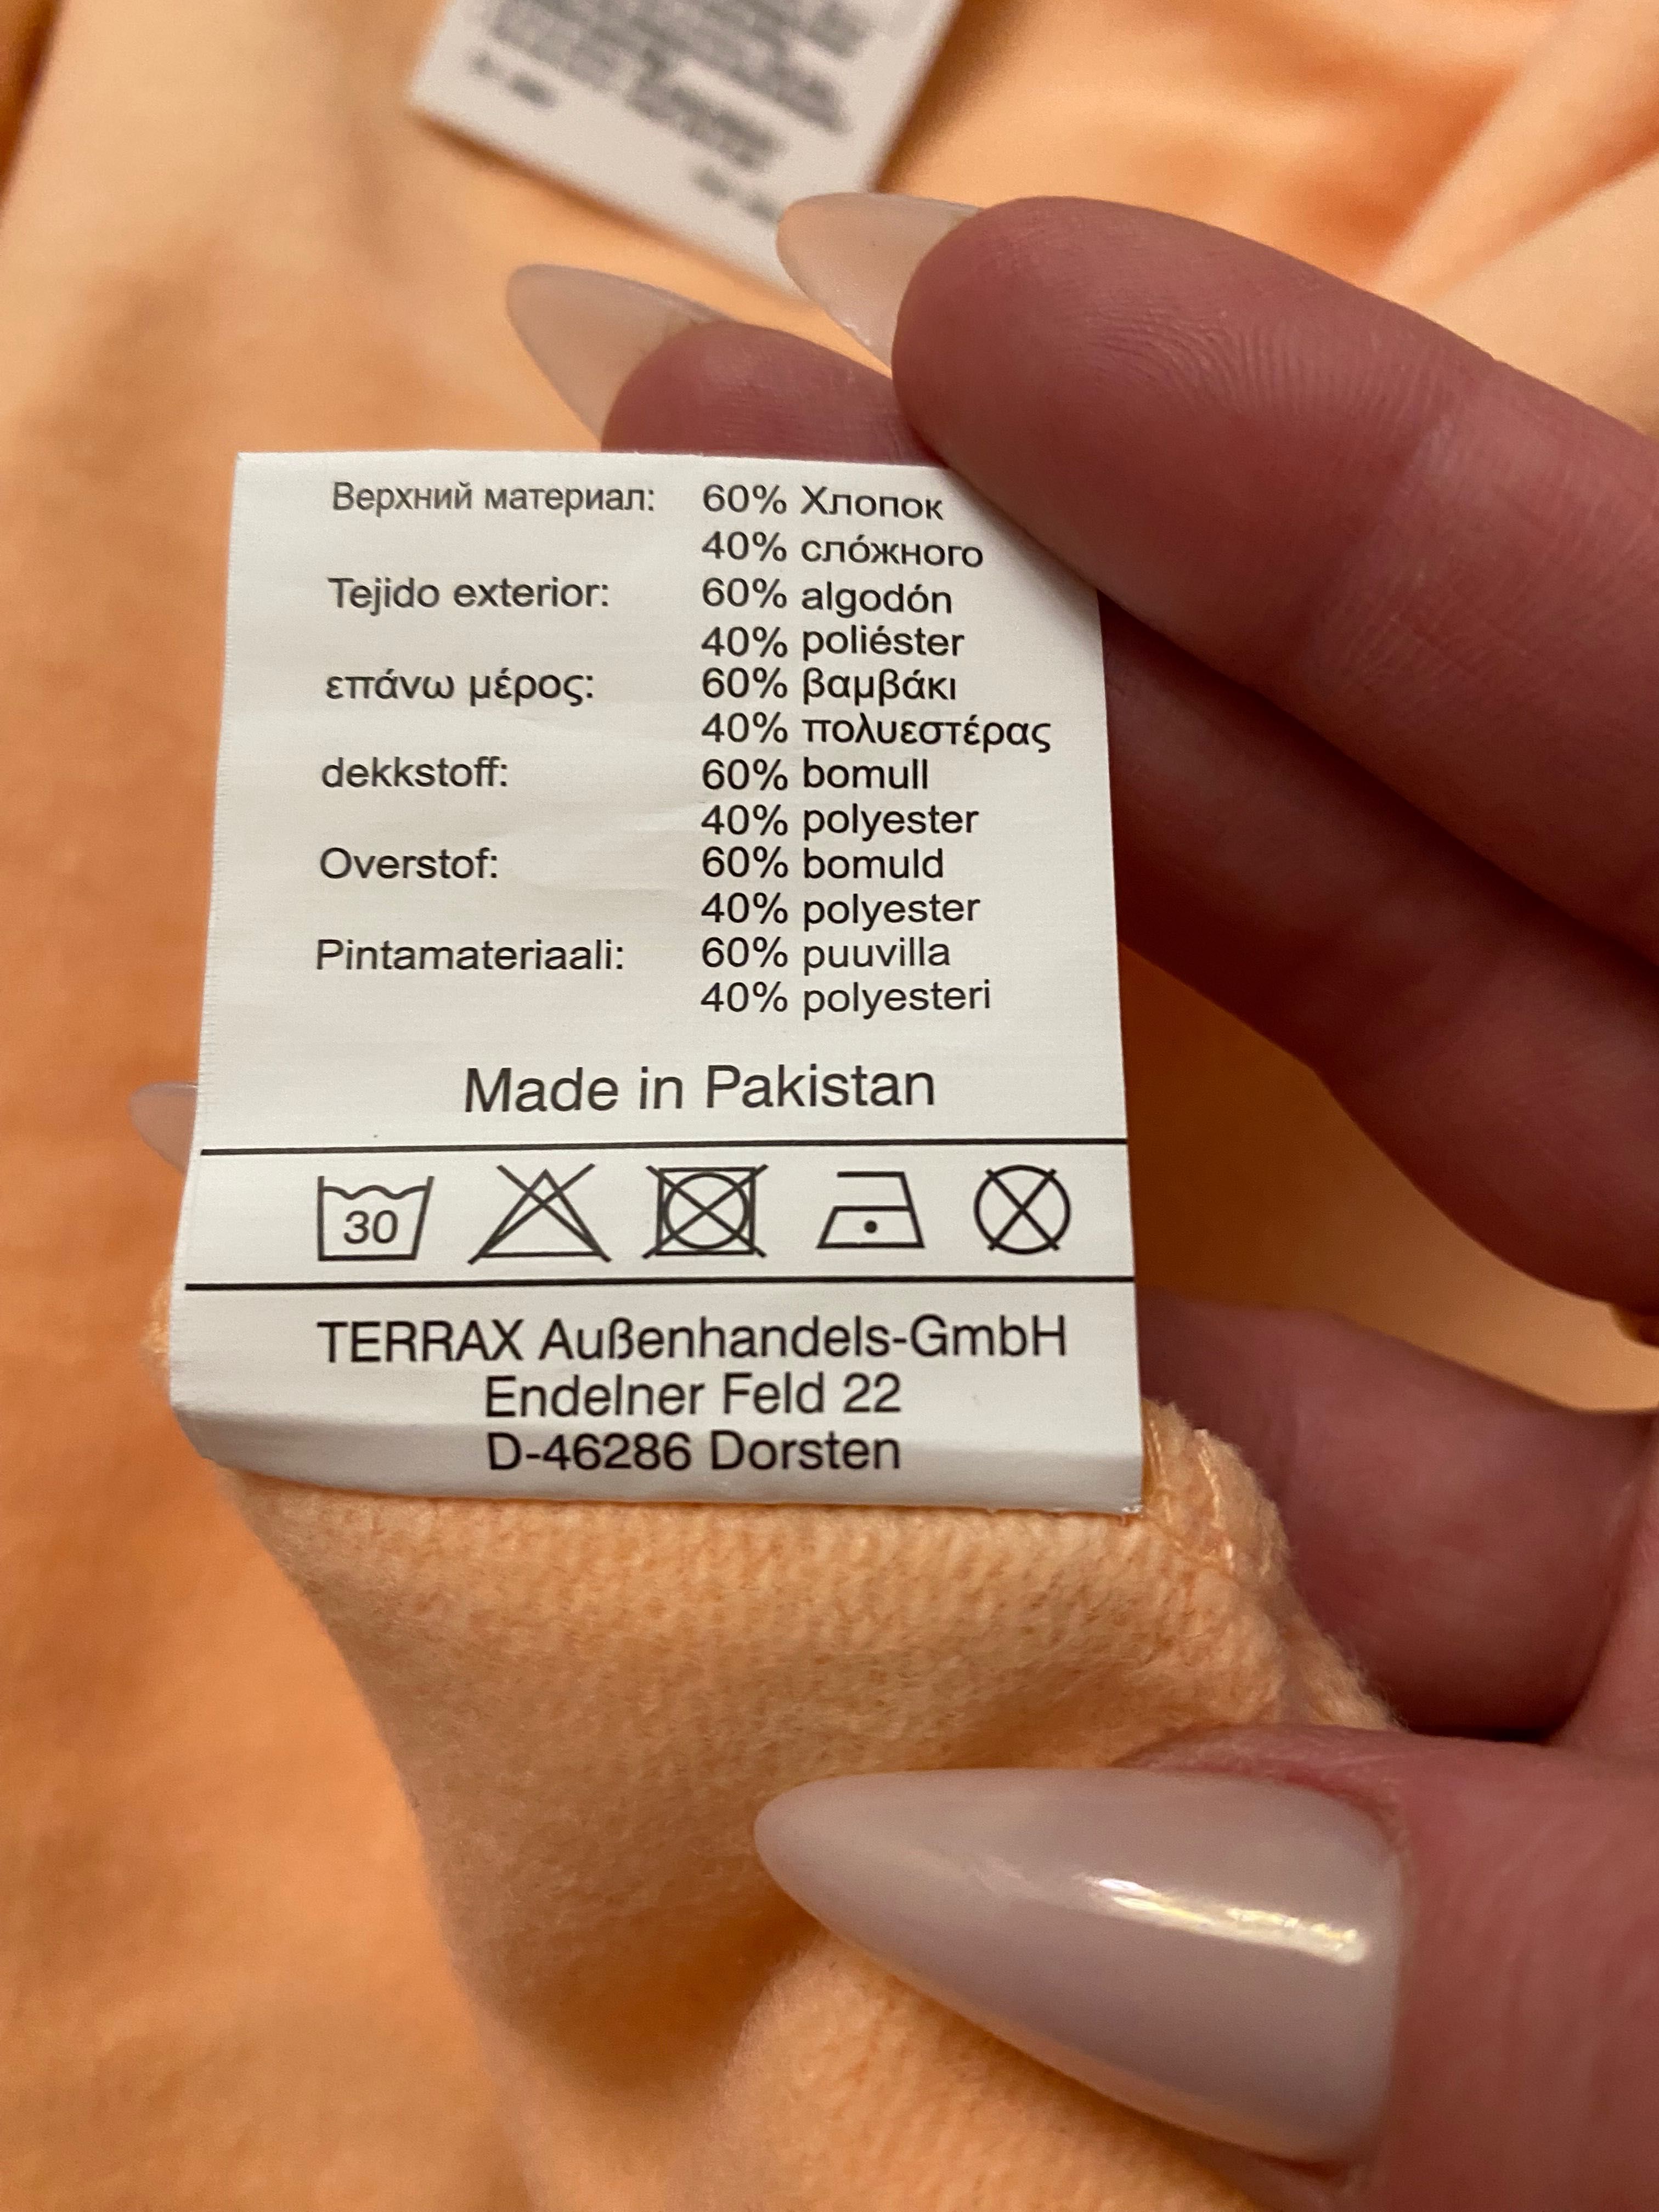 Верхний материал: 60% Хлопок
40% сло́жного
Tejido exterior: 60% algodón
40% poliéster
επάνω μέρος: 60% βαμβάκι
40% πολυεστέρας
dekkstoff: 60% bomull
40% polyester
Overstof: 60% bomuld
40% polyester
Pintamateriaali: 60% puuvilla
40% polyesteri
Made in Pakistan
30
TERRAX Außenhandels-GmbH
Endelner Feld 22
D-46286 Dorsten